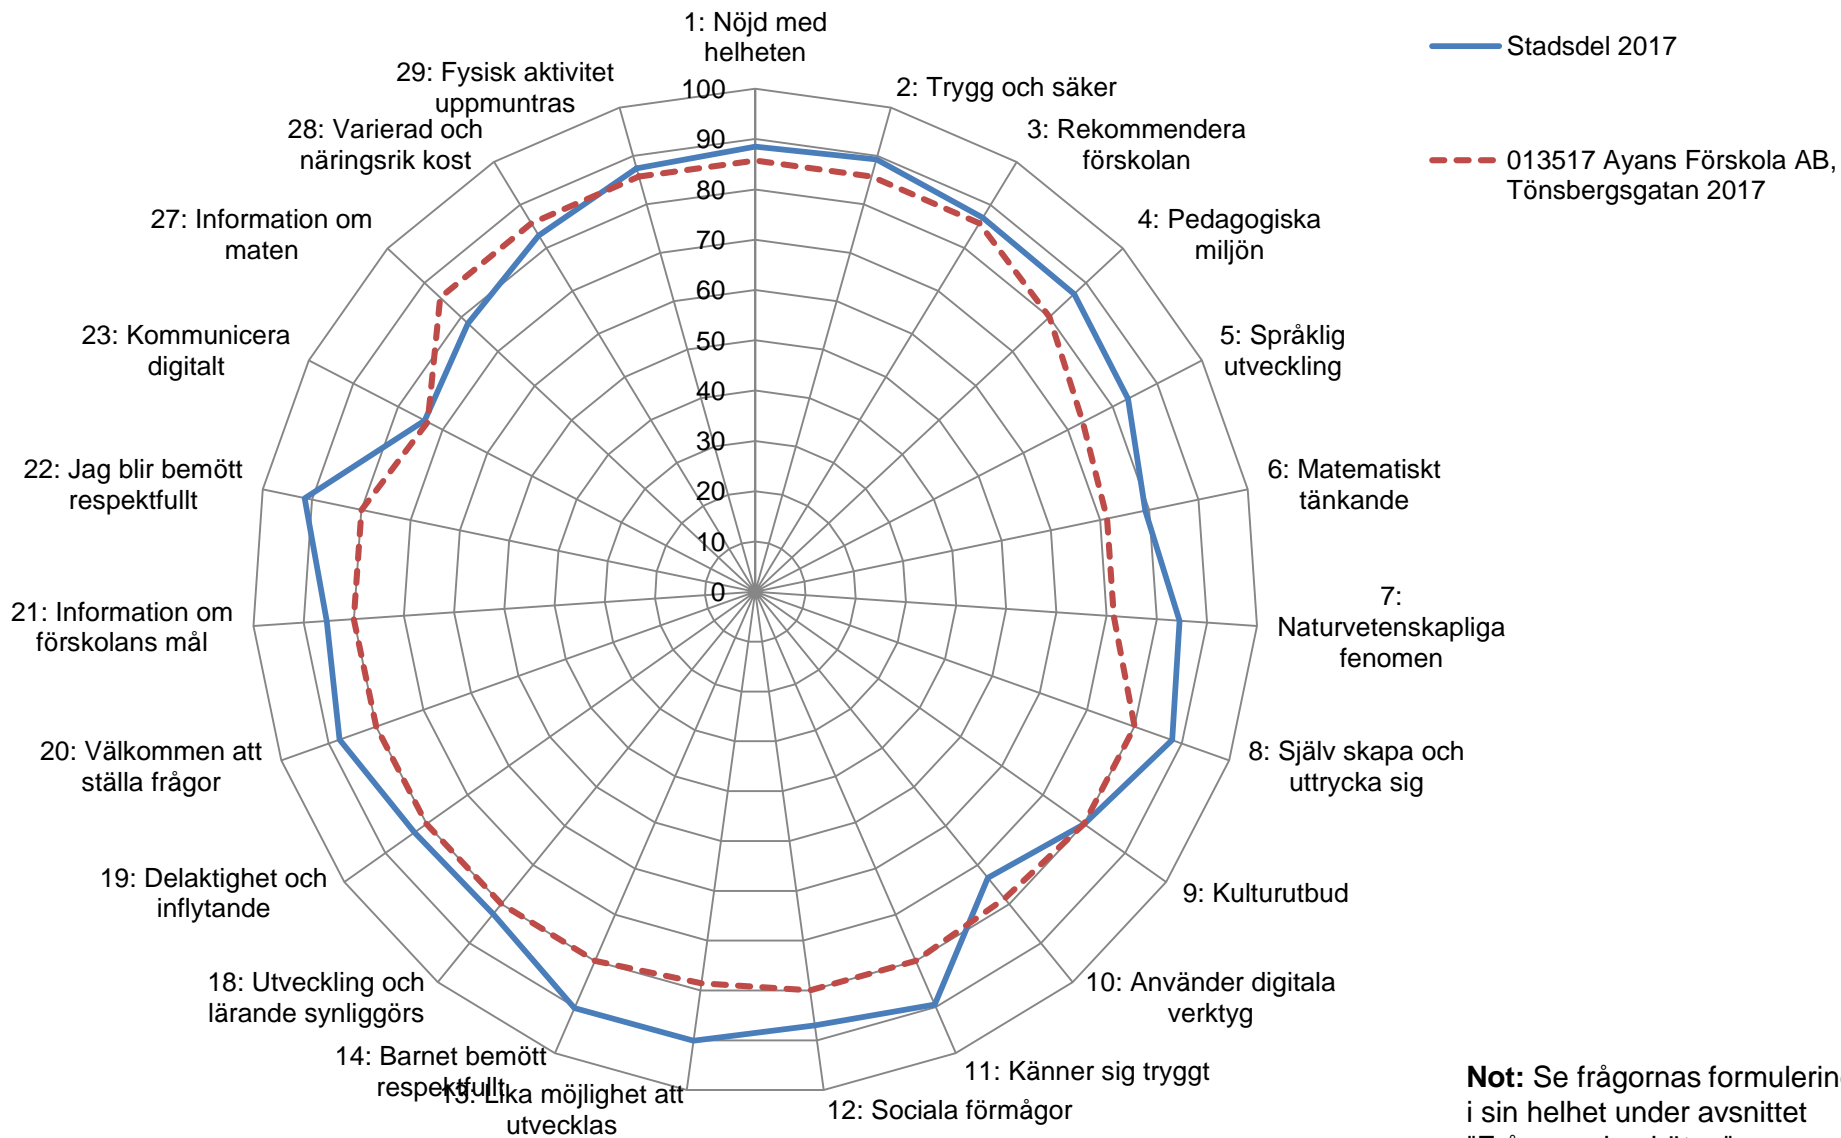 1: Nöjd med
helheten
2: Trygg och säker
3: Rekommendera
förskolan
4: Pedagogiska
miljön
5: Språklig
utveckling
6: Matematiskt
tänkande
7:
Naturvetenskapliga
fenomen
8: Själv skapa och
uttrycka sig
9: Kulturutbud
10: Använder digitala
verktyg
11: Känner sig tryggt
12: Sociala förmågor
13: Lika möjlighet att
utvecklas
14: Barnet bemött
respektfullt
18: Utveckling och
lärande synliggörs
19: Delaktighet och
inflytande
20: Välkommen att
ställa frågor
21: Information om
förskolans mål
22: Jag blir bemött
respektfullt
23: Kommunicera
digitalt
27: Information om
maten
28: Varierad och
näringsrik kost
29: Fysisk aktivitet
uppmuntras
100
90
80
70
60
50
40
30
20
10
0
Stadsdel 2017
013517 Ayans Förskola AB,
Tönsbergsgatan 2017
Not: Se frågornas formulering
i sin helhet under avsnittet